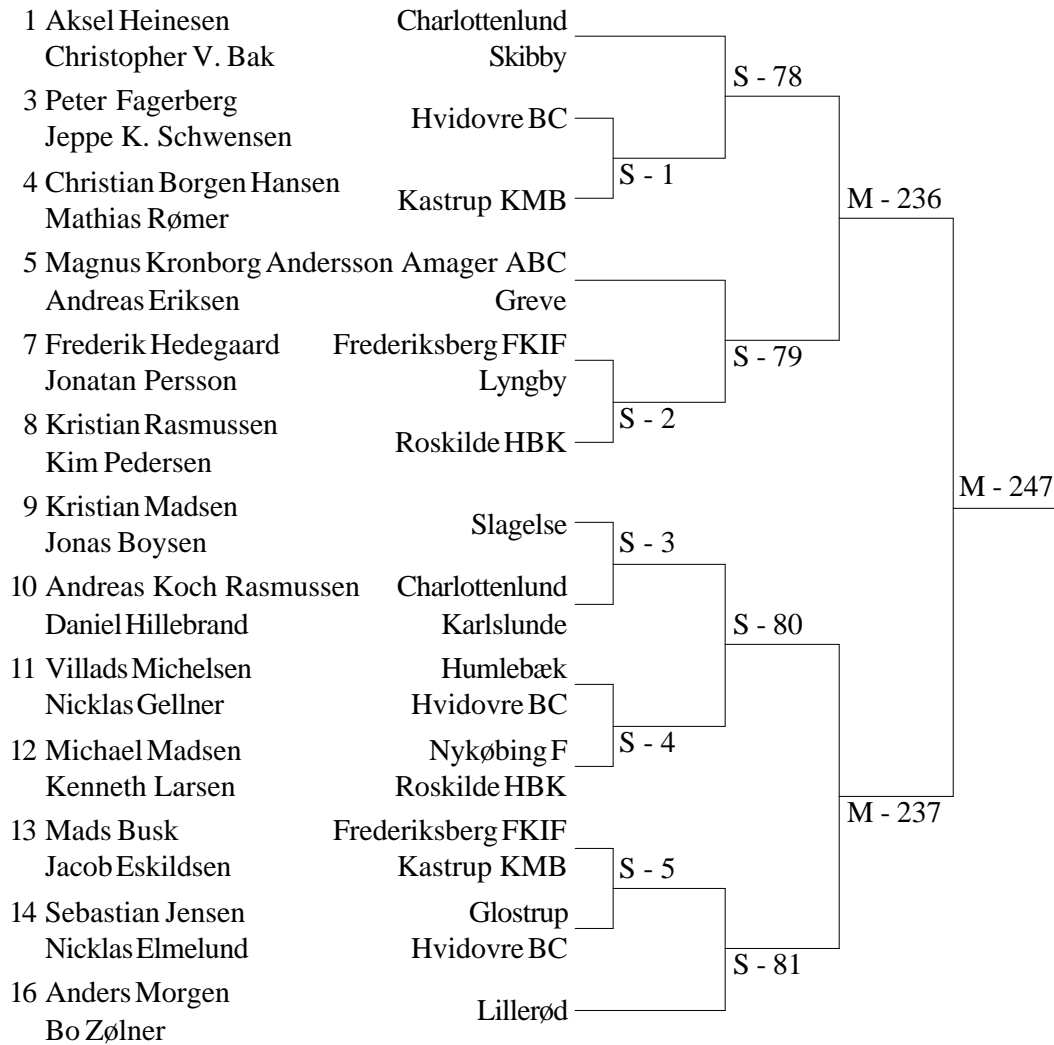 1 Aksel Heinesen Charlottenlund
Christopher V. Bak Skibby
S - 78
3 Peter Fagerberg
Hvidovre BC
Jeppe K. Schwensen
S - 1
4 Christian Borgen Hansen
Kastrup KMB
M - 236
Mathias Rømer
5 Magnus Kronborg Andersson Amager ABC
Andreas Eriksen Greve
7 Frederik Hedegaard Frederiksberg FKIF
S - 79
Jonatan Persson Lyngby
S - 2
8 Kristian Rasmussen
Roskilde HBK
Kim Pedersen
M - 247
9 Kristian Madsen
Slagelse
Jonas Boysen
S - 3
10 Andreas Koch Rasmussen Charlottenlund
Daniel Hillebrand Karlslunde
S - 80
11 Villads Michelsen Humlebæk
Nicklas Gellner Hvidovre BC
S - 4
12 Michael Madsen Nykøbing F
Kenneth Larsen Roskilde HBK
M - 237
13 Mads Busk Frederiksberg FKIF
Jacob Eskildsen Kastrup KMB
S - 5
14 Sebastian Jensen Glostrup
Nicklas Elmelund Hvidovre BC
S - 81
16 Anders Morgen
Lillerød
Bo Zølner